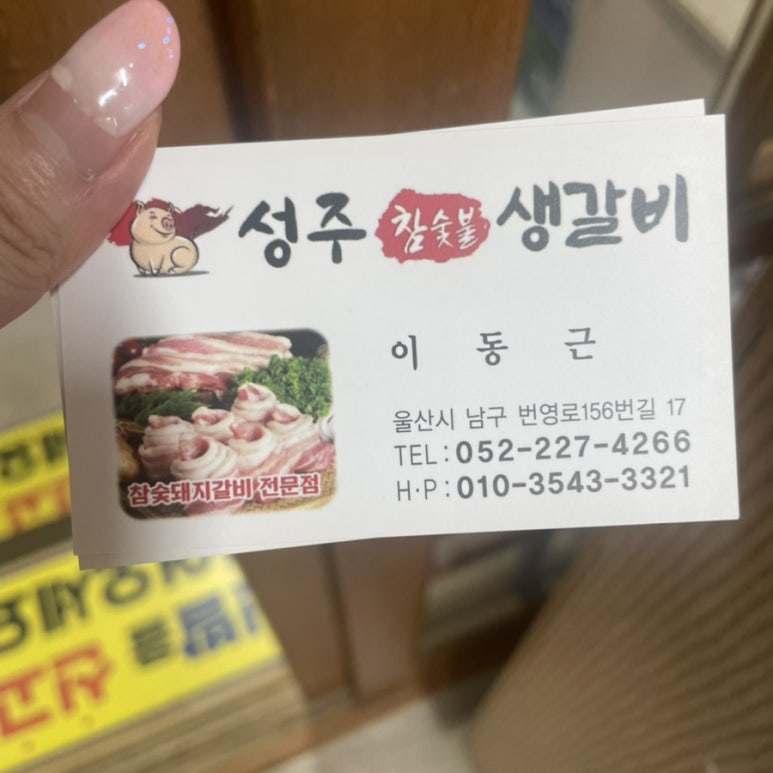 성주 참숯불 생갈비
이 동 근
울산시 남구 번영로156번길 17
TEL : 052-227-4266
H·P : 010-3543-3321
참숯돼지갈비 전문점